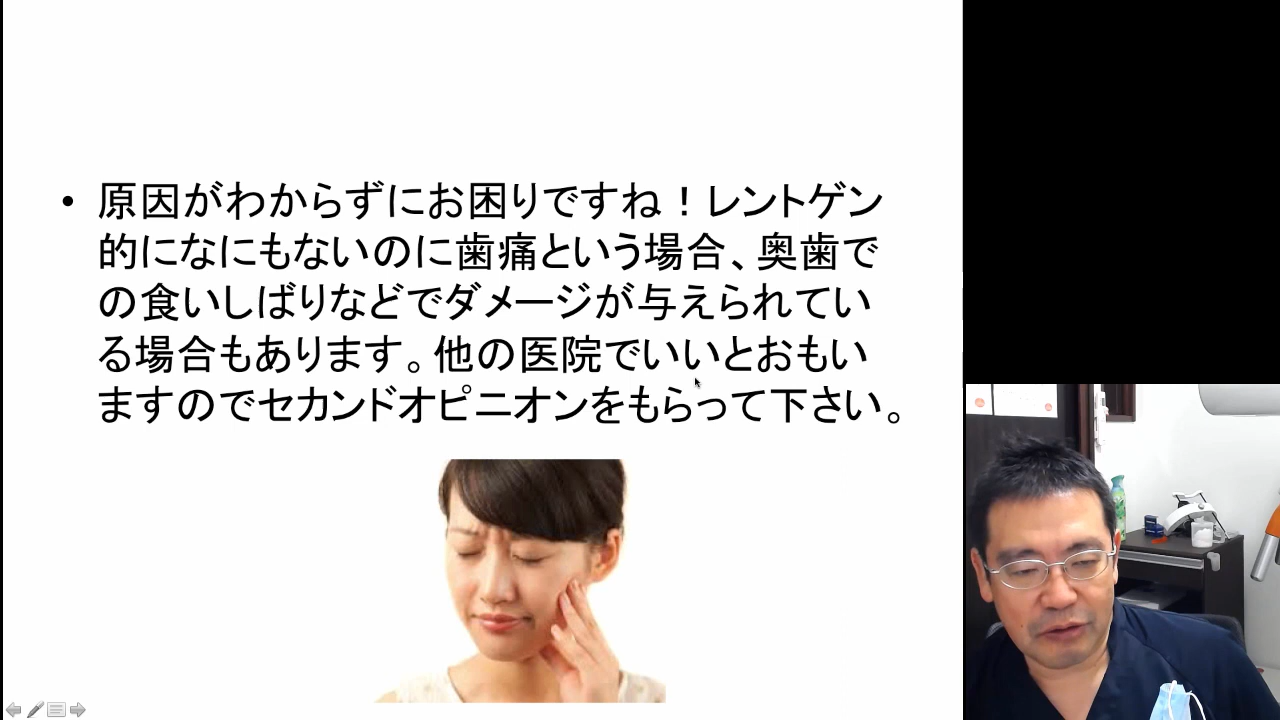 • 原因がわからずにお困りですね！レントゲン
的になにもないのに歯痛という場合、奥歯で
の食いしばりなどでダメージが与えられてい
る場合もあります。他の医院でいいとおもい
ますのでセカンドオピニオンをもらって下さい。